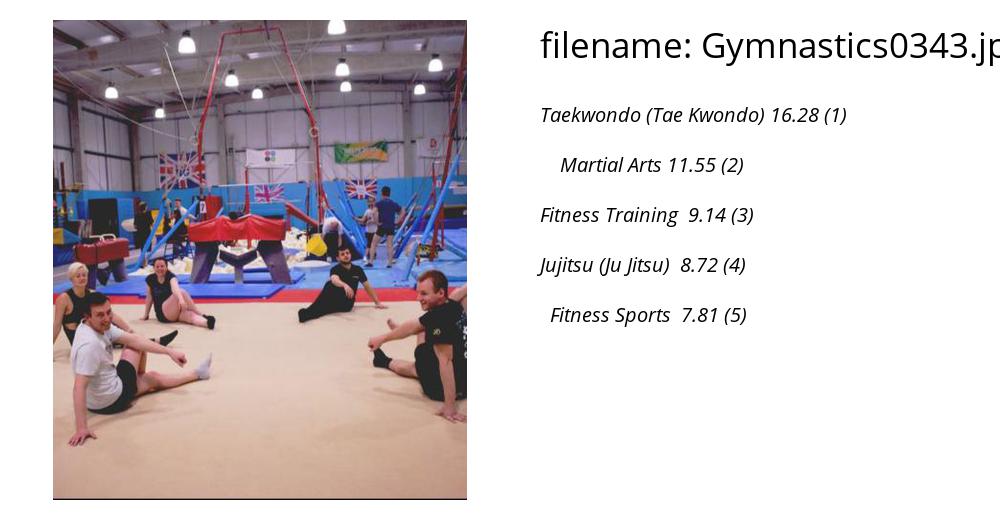 filename: Gymnastics0343.jp
Taekwondo (Tae Kwondo) 16.28 (1)
Martial Arts 11.55 (2)
Fitness Training 9.14 (3)
Jujitsu (Ju Jitsu) 8.72 (4)
Fitness Sports 7.81 (5)